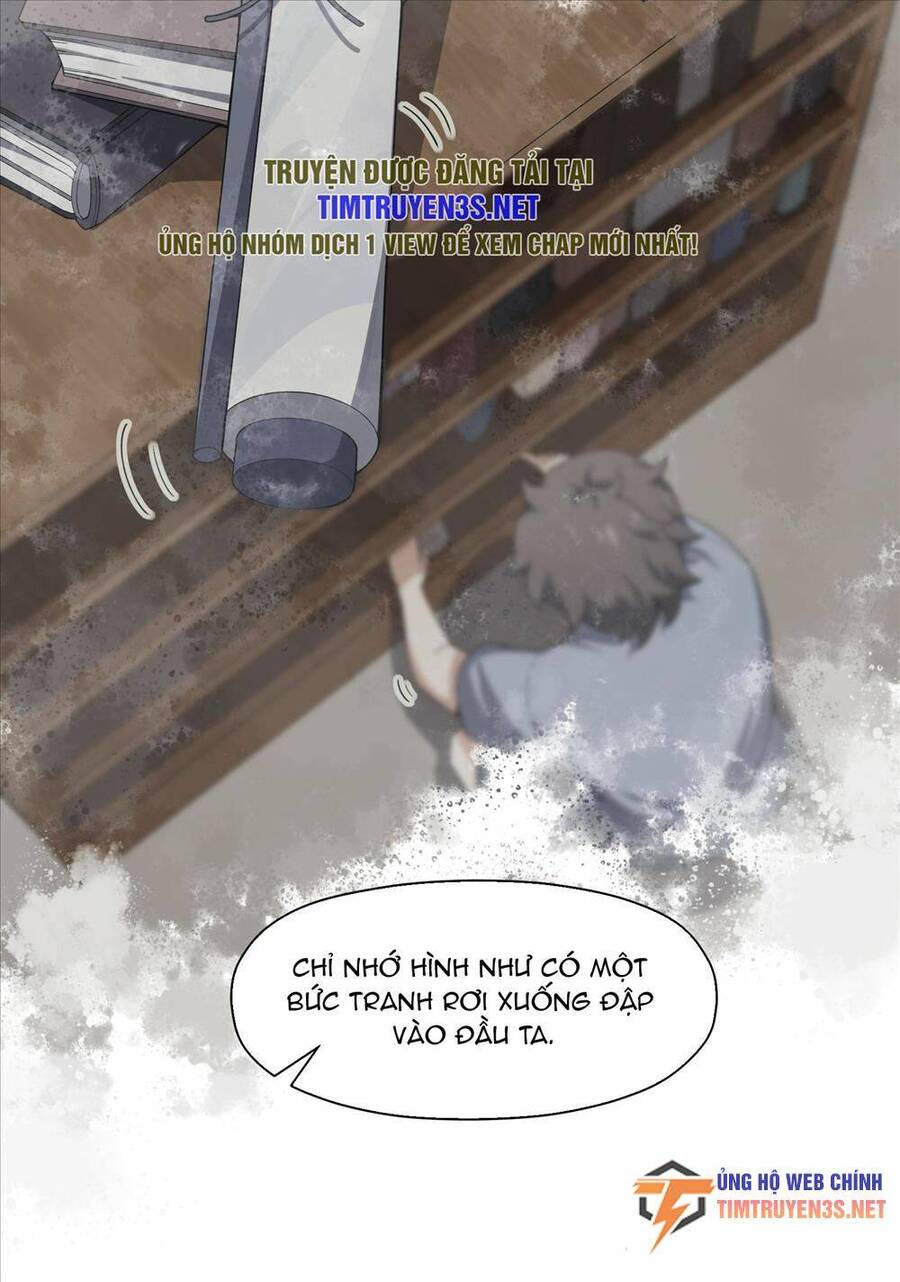 TRUYỆN ĐƯỢC ĐĂNG TẢI TẠI
TIMTRUYEN3S.NET
ỦNG HỘ NHÓM DỊCH 1 VIEW ĐỂ XEM CHAP MỚI NHẤT!
CHỈ NHỚ HÌNH NHƯ CÓ MỘT
BỨC TRANH RƠI XUỐNG ĐẬP
VÀO ĐẦU TA.
ỦNG HỘ WEB CHÍNH
TIMTRUYEN3S.NET